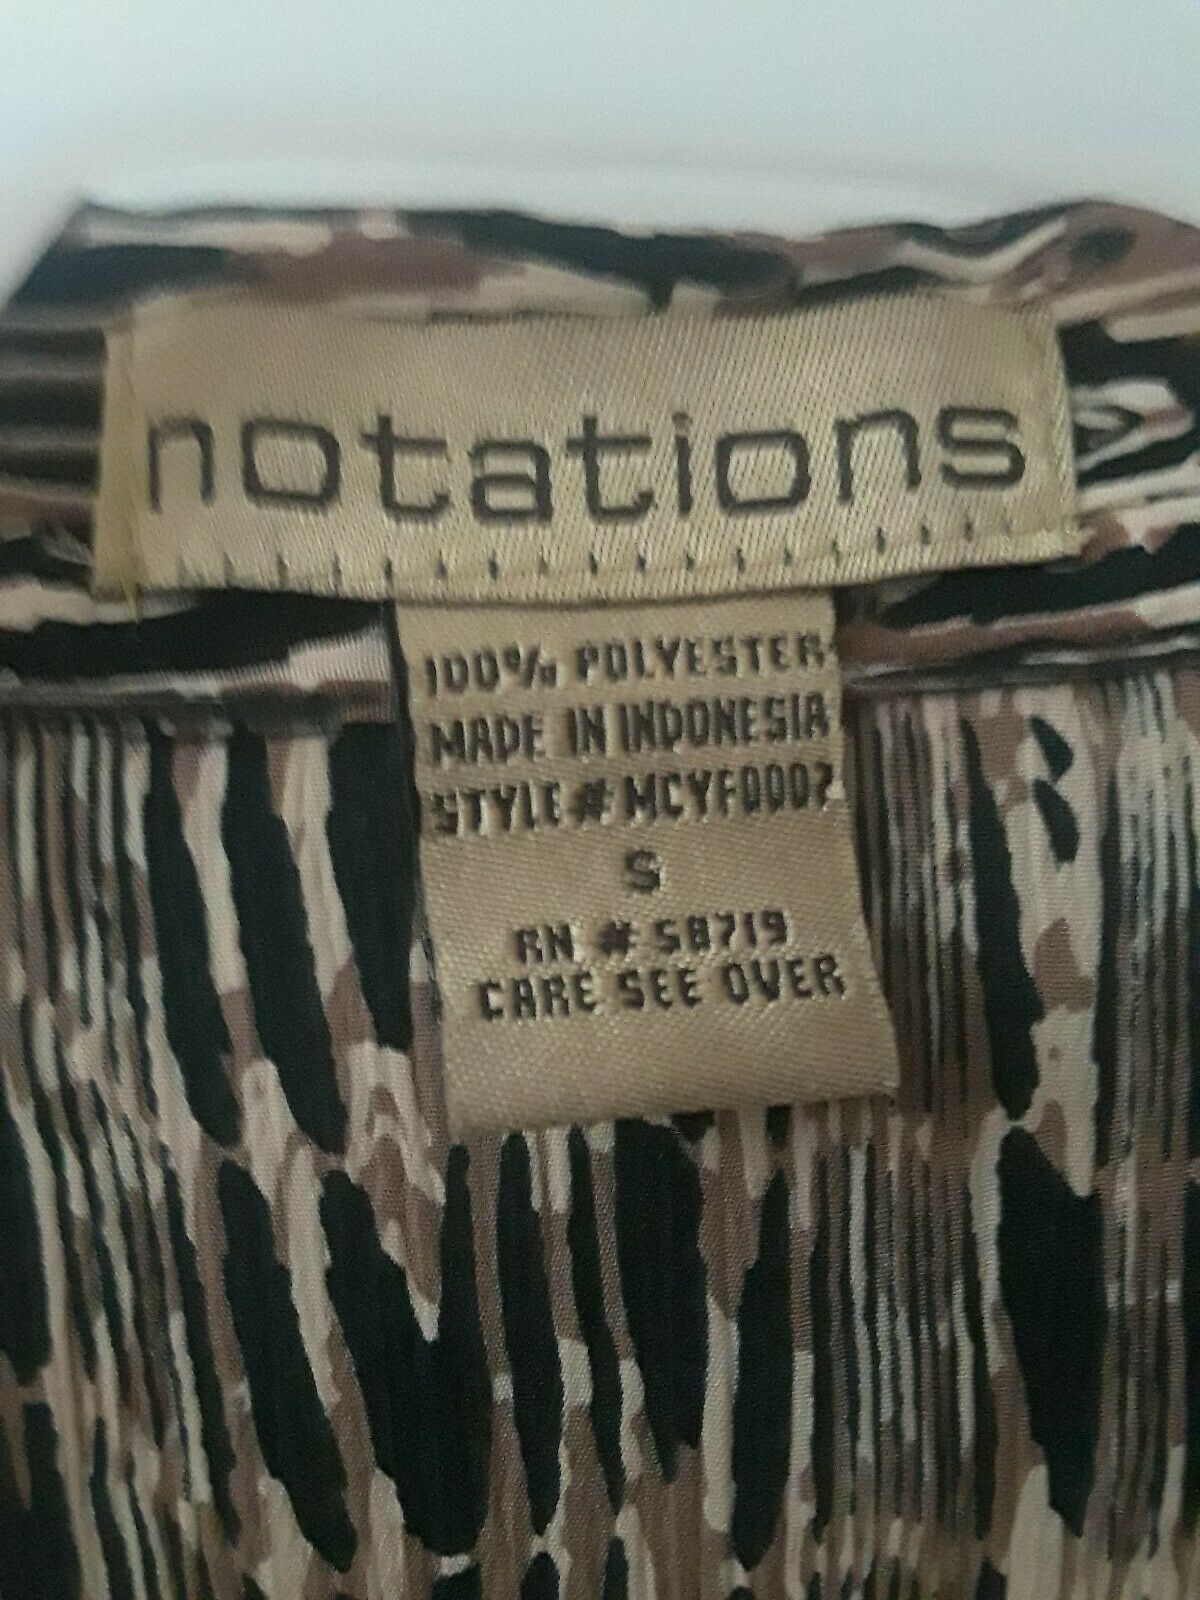 notations
100% POLYESTER
MADE IN INDONESIA
STYLE# MCYF0007
S
RN # 58719
CARE SEE OVER